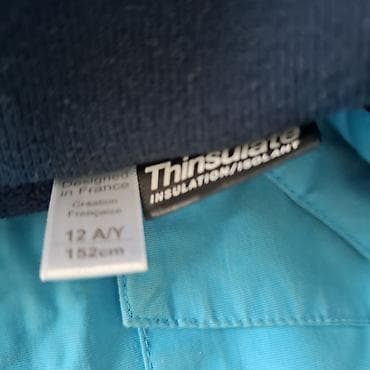 Designed
in France
Création
Française
12 A/Y
152cm
Thinsulate
INSULATION/ISOLANT